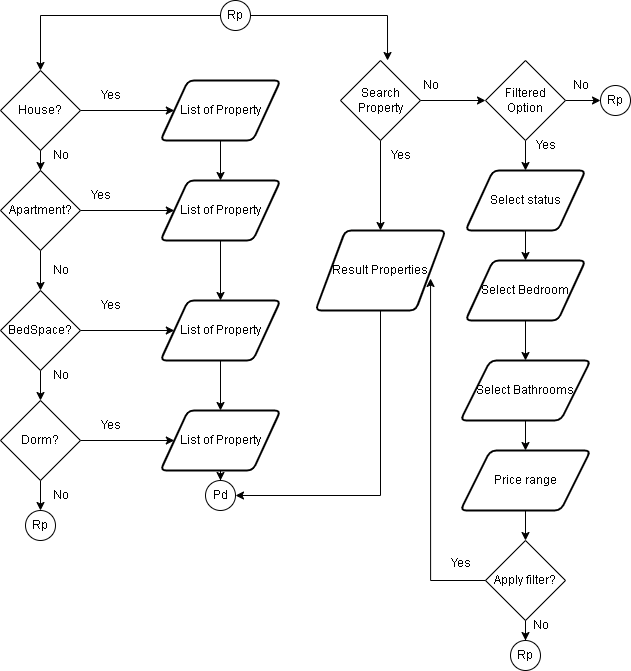 Rp
House?
Yes
List of Property
No
Apartment?
Yes
List of Property
No
BedSpace?
Yes
List of Property
No
Dorm?
Yes
List of Property
No
Rp
Pd
Search
Property
No
Yes
Result Properties
Filtered
Option
No
Rp
Yes
Select status
Select Bedroom
Select Bathrooms
Price range
Apply filter?
Yes
No
Rp